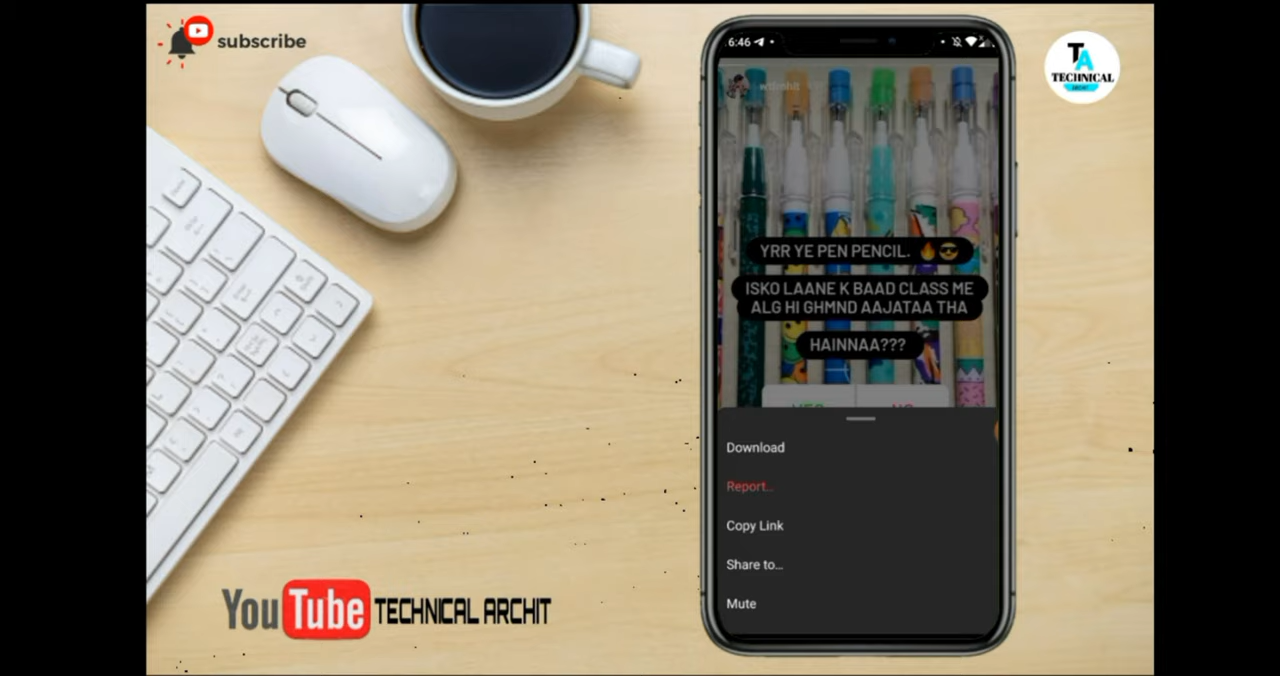 subscribe
6:46
TA
TECHNICAL
YRR YE PEN PENCIL. 🔥😎
ISKO LAANE K BAAD CLASS ME
ALG HI GHMND AAJATAA THA
HAINNAA???
Download
Report...
Copy Link
Share to...
Mute
YouTube TECHNICAL ARCHIT